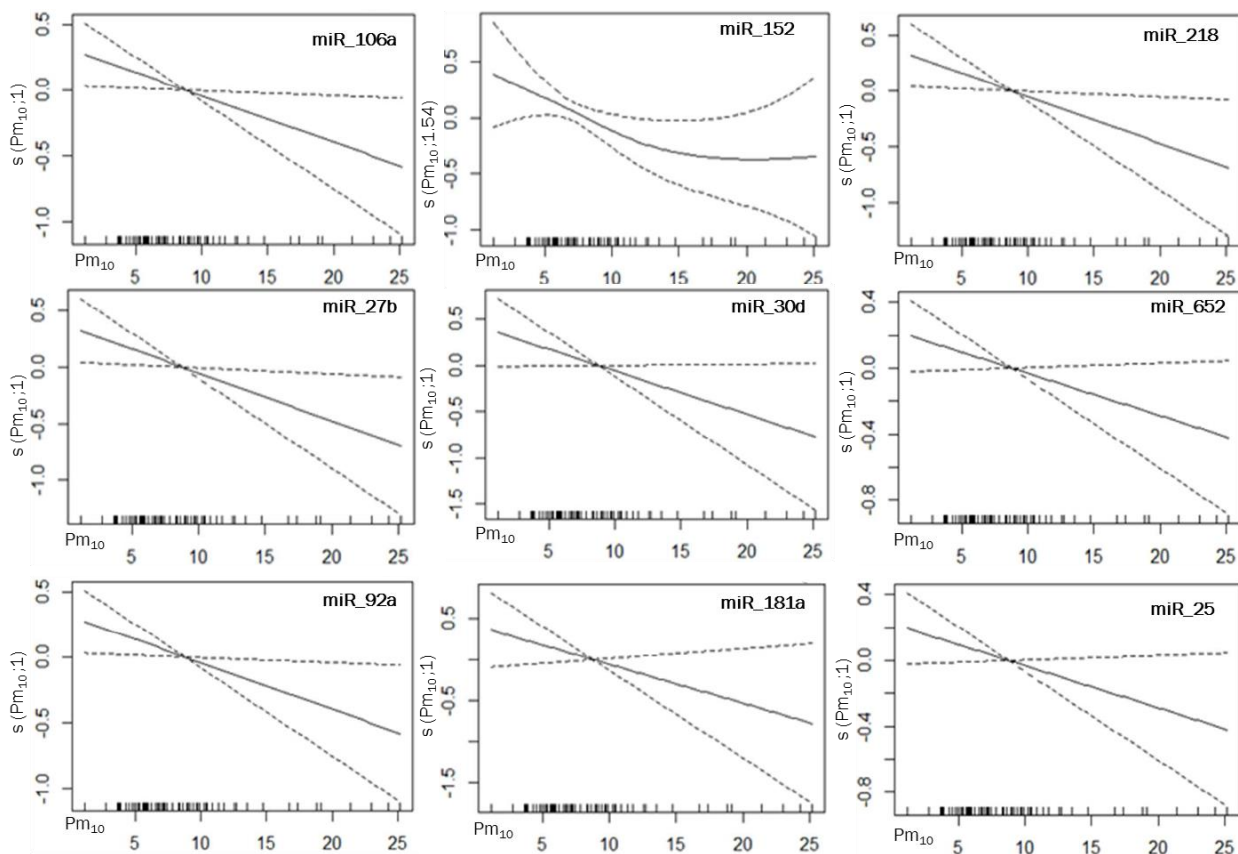 miR_106a
s (Pm₁₀;1)
0.5
0.0
-0.5
-1.0
Pm₁₀
5 10 15 20 25
miR_152
s (Pm₁₀;1.54)
0.5
0.0
-0.5
-1.0
Pm₁₀
5 10 15 20 25
miR_218
s (Pm₁₀;1)
0.5
0.0
-0.5
-1.0
Pm₁₀
5 10 15 20 25
miR_27b
s (Pm₁₀;1)
0.5
0.0
-1.0
Pm₁₀
5 10 15 20 25
miR_30d
s (Pm₁₀;1)
0.5
0.0
-0.5
-1.0
-1.5
Pm₁₀
5 10 15 20 25
miR_652
s (Pm₁₀;1)
0.4
0.0
-0.4
-0.8
Pm₁₀
5 10 15 20 25
miR_92a
s (Pm₁₀;1)
0.5
0.0
-0.5
-1.0
Pm₁₀
5 10 15 20 25
miR_181a
s (Pm₁₀;1)
0.5
-0.5
-1.5
Pm₁₀
5 10 15 20 25
miR_25
s (Pm₁₀;1)
0.4
0.0
-0.4
-0.8
Pm₁₀
5 10 15 20 25